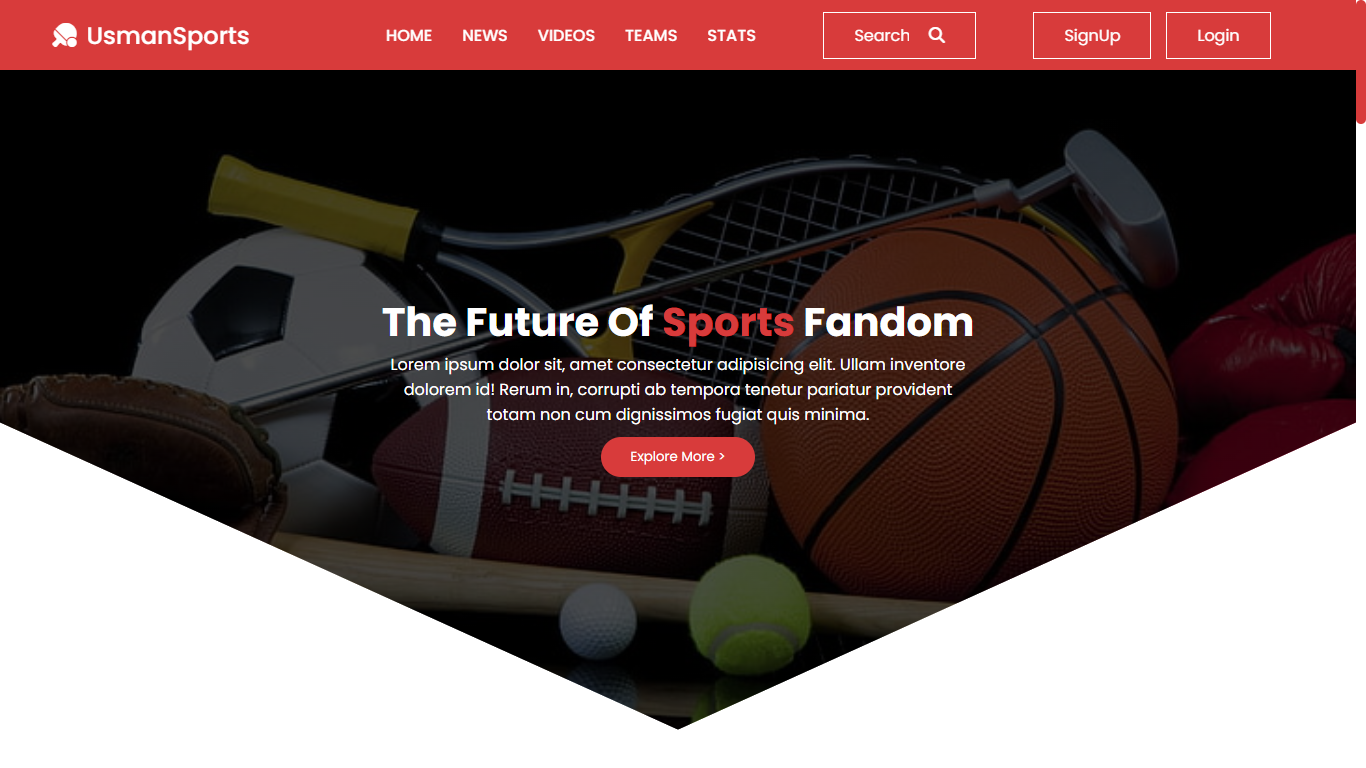 UsmanSports
HOME NEWS VIDEOS TEAMS STATS
Search
SignUp
Login
The Future Of Sports Fandom
Lorem ipsum dolor sit, amet consectetur adipisicing elit. Ullam inventore
dolorem id! Rerum in, corrupti ab tempora tenetur pariatur provident
totam non cum dignissimos fugiat quis minima.
Explore More >